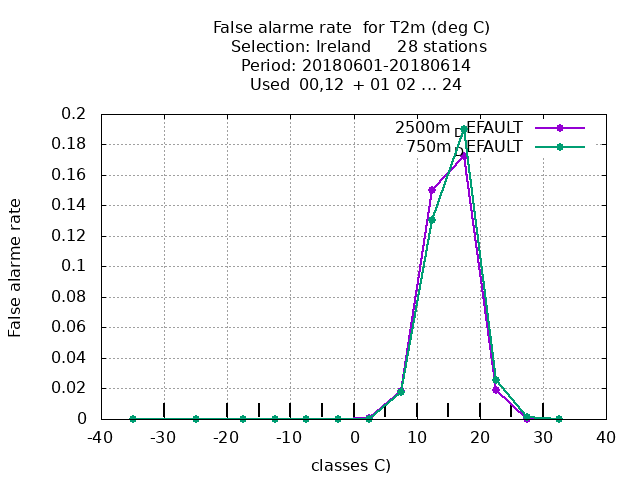 False alarme rate  for T2m (deg C)
Selection: Ireland     28 stations
Period: 20180601-20180614
Used  00,12  + 01 02 ... 24
2500m_DEFAULT
750m_DEFAULT
False alarme rate
0.2
0.18
0.16
0.14
0.12
0.1
0.08
0.06
0.04
0.02
0
-40 -30 -20 -10 0 10 20 30 40
classes C)